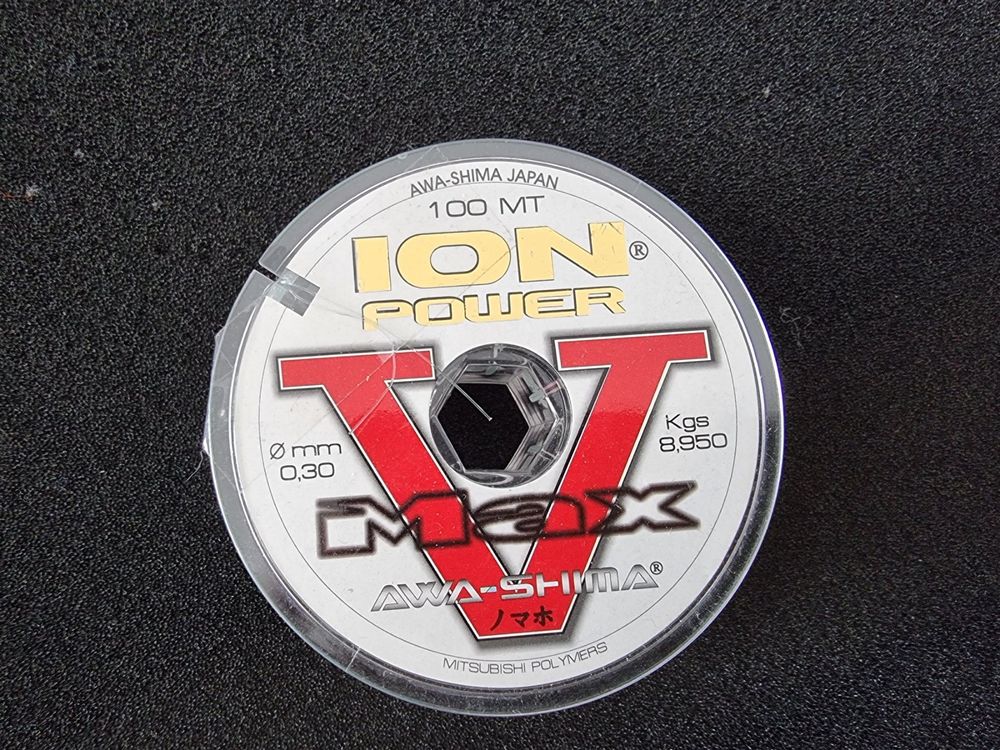 AWA-SHIMA JAPAN
100 MT
ION®
POWER
V
Ø mm
0,30
Kgs
8,950
Max
AWA-SHIMA®
ノマホ
MITSUBISHI POLYMERS